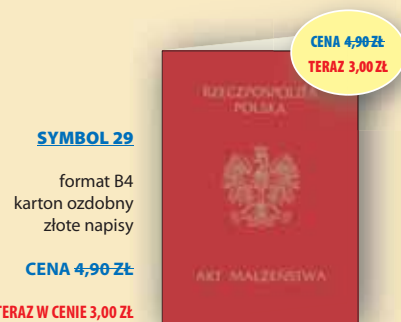 CENA 4,90 ZŁ
TERAZ 3,00 ZŁ
RZECZPOSPOLITA
POLSKA
SYMBOL 29
format B4
karton ozdobny
złote napisy
CENA 4,90 ZŁ
AKT MAŁŻEŃSTWA
TERAZ W CENIE 3,00 ZŁ